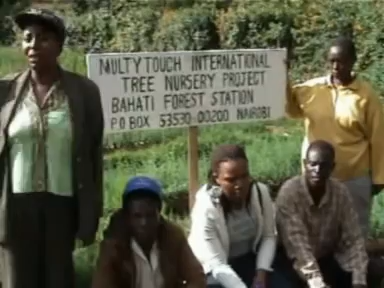 MULTYTOUCH INTERNATIONAL
TREE NURSERY PROJECT
BAHATI FOREST STATION
P O BOX 53530 00200 NAIROBI